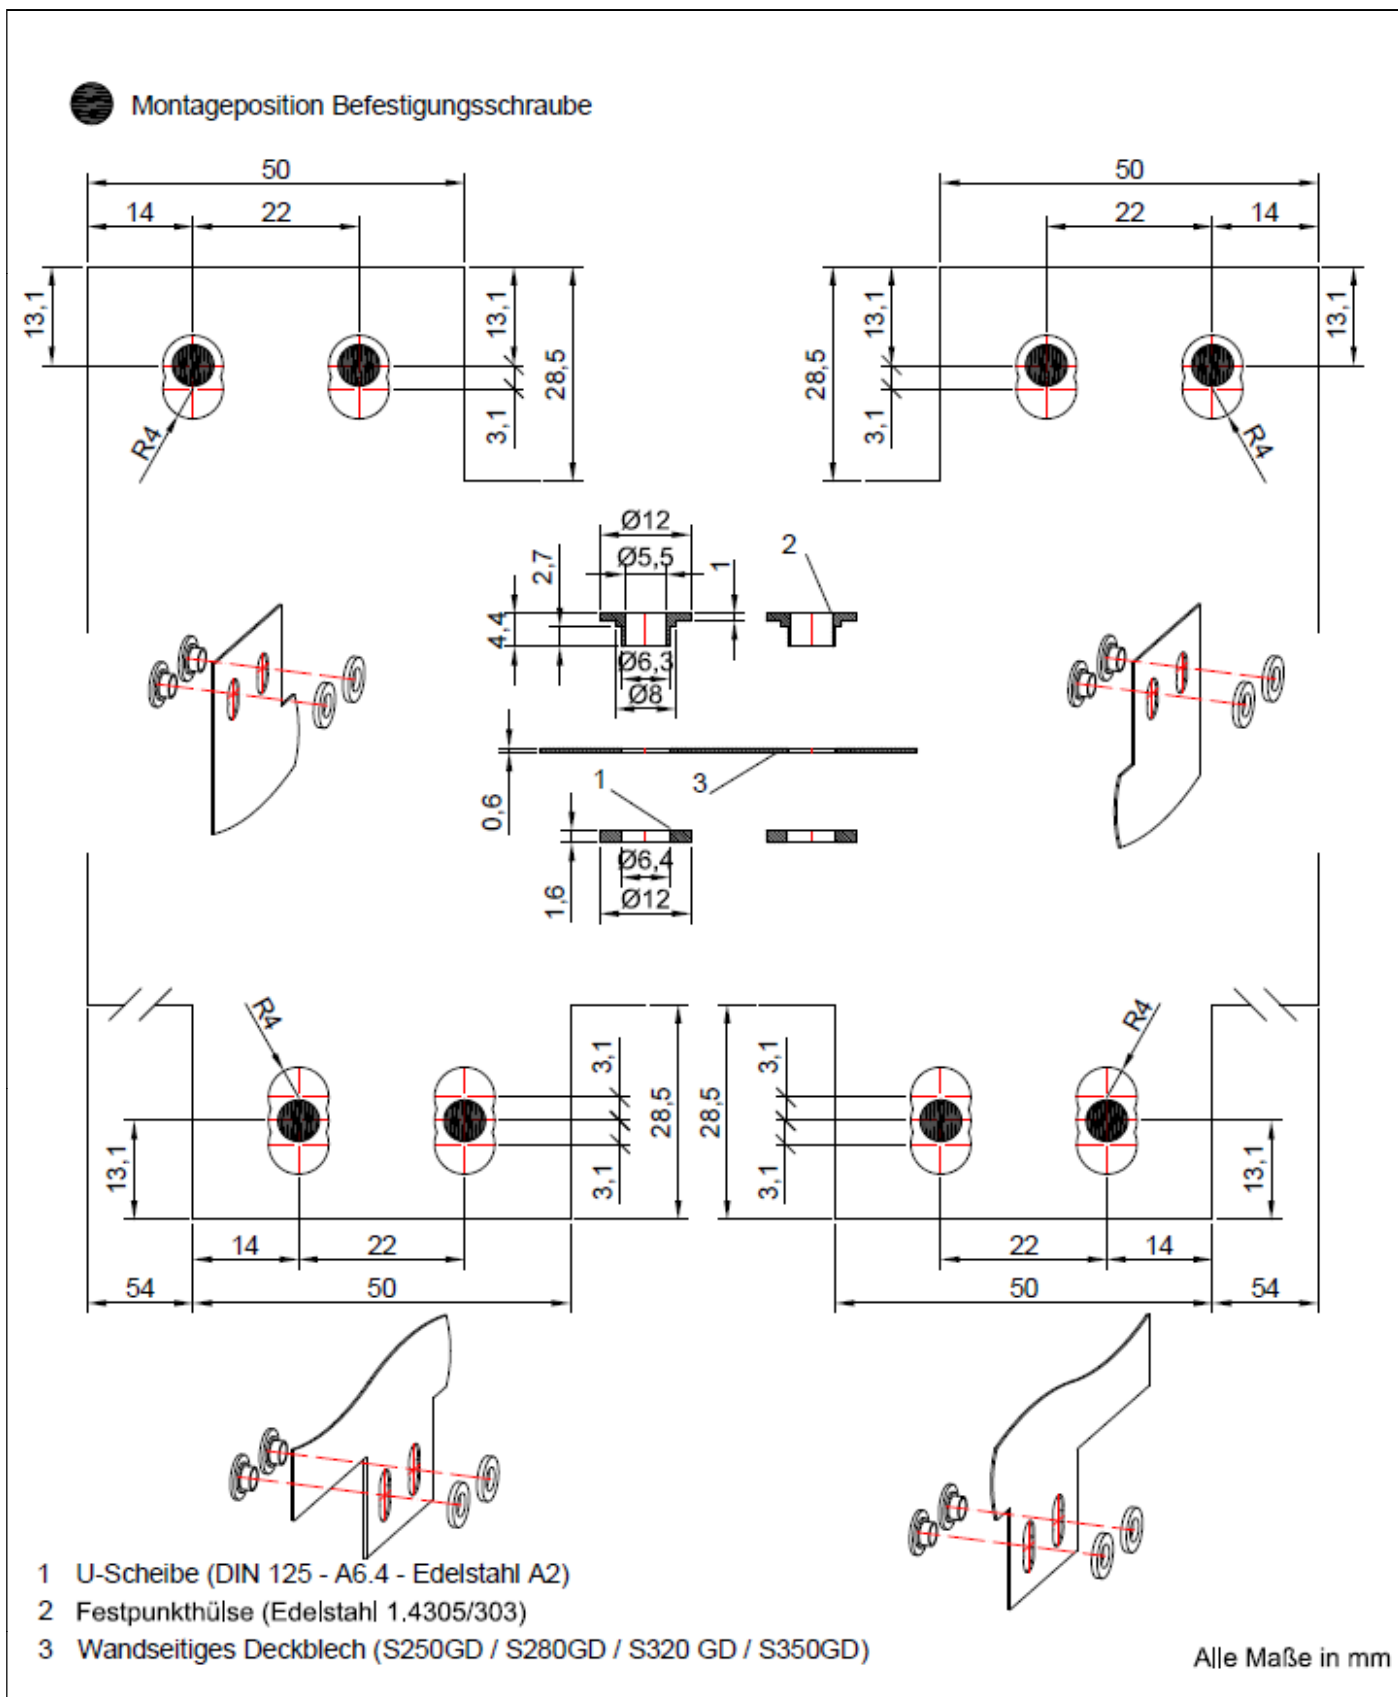 Montageposition Befestigungsschraube
50
50
14
22
22
14
13,1
13,1
28,5
3,1
R4
28,5
13,1
3,1
13,1
R4
Ø12
Ø5,5
2,7
1
2
4,4
Ø6,3
Ø8
0,6
1
3
Ø6,4
1,6
Ø12
R4
3,1
28,5
3,1
13,1
28,5
3,1
3,1
R4
13,1
14
22
22
14
54
50
50
54
1 U-Scheibe (DIN 125 - A6.4 - Edelstahl A2)
2 Festpunkthülse (Edelstahl 1.4305/303)
3 Wandseitiges Deckblech (S250GD / S280GD / S320 GD / S350GD)
Alle Maße in mm